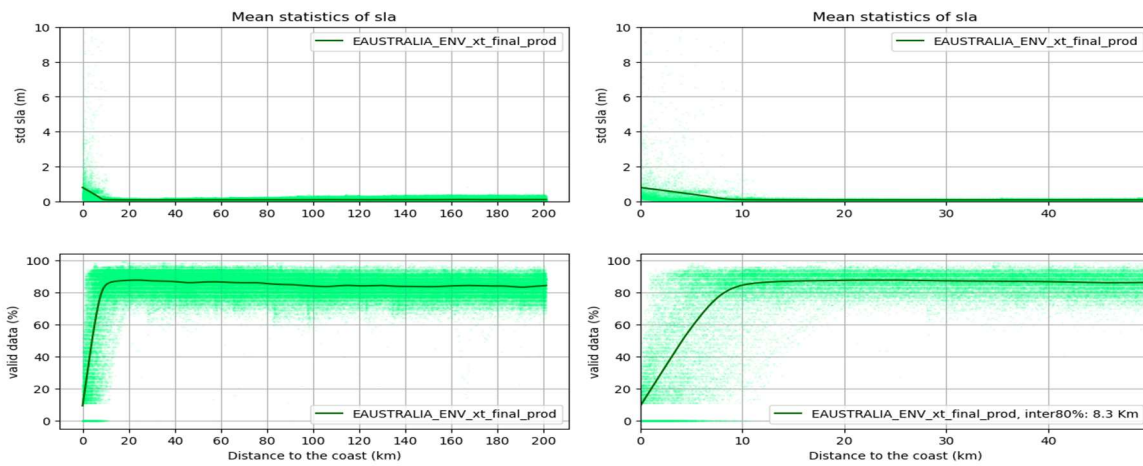 Mean statistics of sla
10
8
6
4
2
0
std sla (m)
EAUSTRALIA_ENV_xt_final_prod
0 20 40 60 80 100 120 140 160 180 200
Mean statistics of sla
10
8
6
4
2
0
std sla (m)
EAUSTRALIA_ENV_xt_final_prod
0 10 20 30 40
100
80
60
40
20
0
valid data (%)
EAUSTRALIA_ENV_xt_final_prod
0 20 40 60 80 100 120 140 160 180 200
Distance to the coast (km)
100
80
60
40
20
0
valid data (%)
EAUSTRALIA_ENV_xt_final_prod, inter80%: 8.3 Km
0 10 20 30 40
Distance to the coast (km)